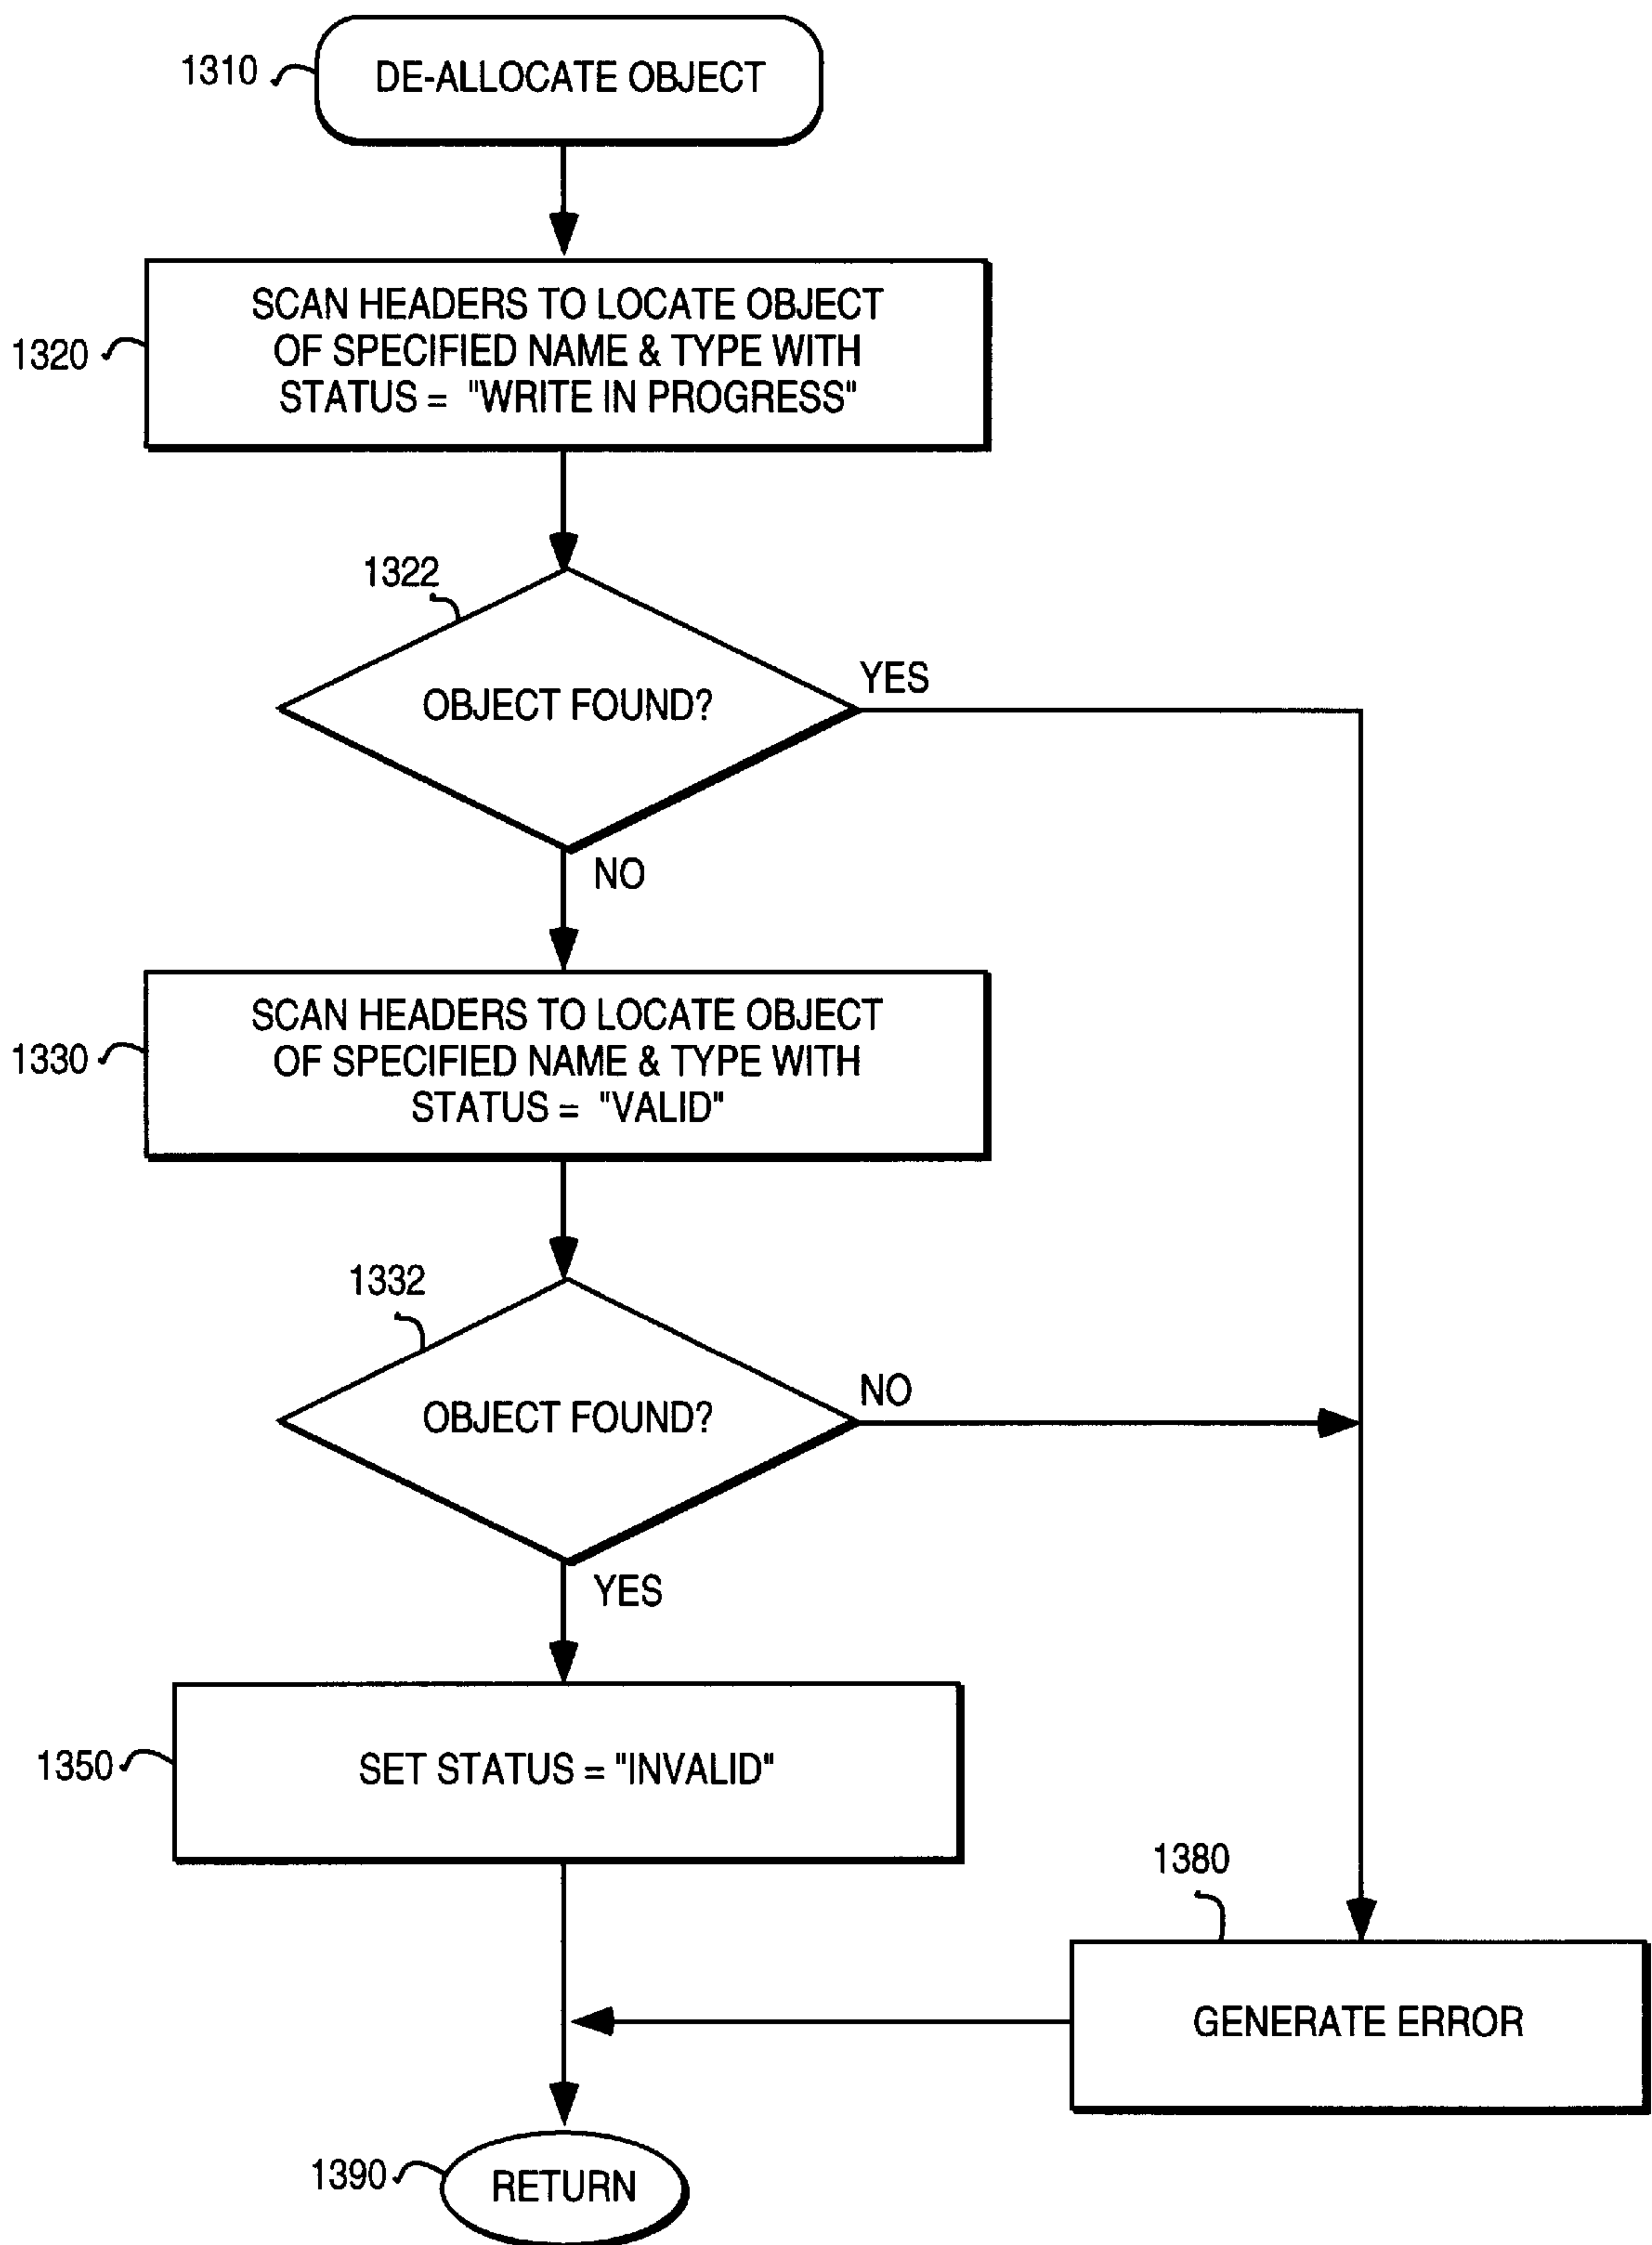 1310
DE-ALLOCATE OBJECT
1320
SCAN HEADERS TO LOCATE OBJECT
OF SPECIFIED NAME & TYPE WITH
STATUS = "WRITE IN PROGRESS"
1322
OBJECT FOUND?
YES
NO
1330
SCAN HEADERS TO LOCATE OBJECT
OF SPECIFIED NAME & TYPE WITH
STATUS = "VALID"
1332
OBJECT FOUND?
NO
YES
1350
SET STATUS = "INVALID"
1380
GENERATE ERROR
1390
RETURN